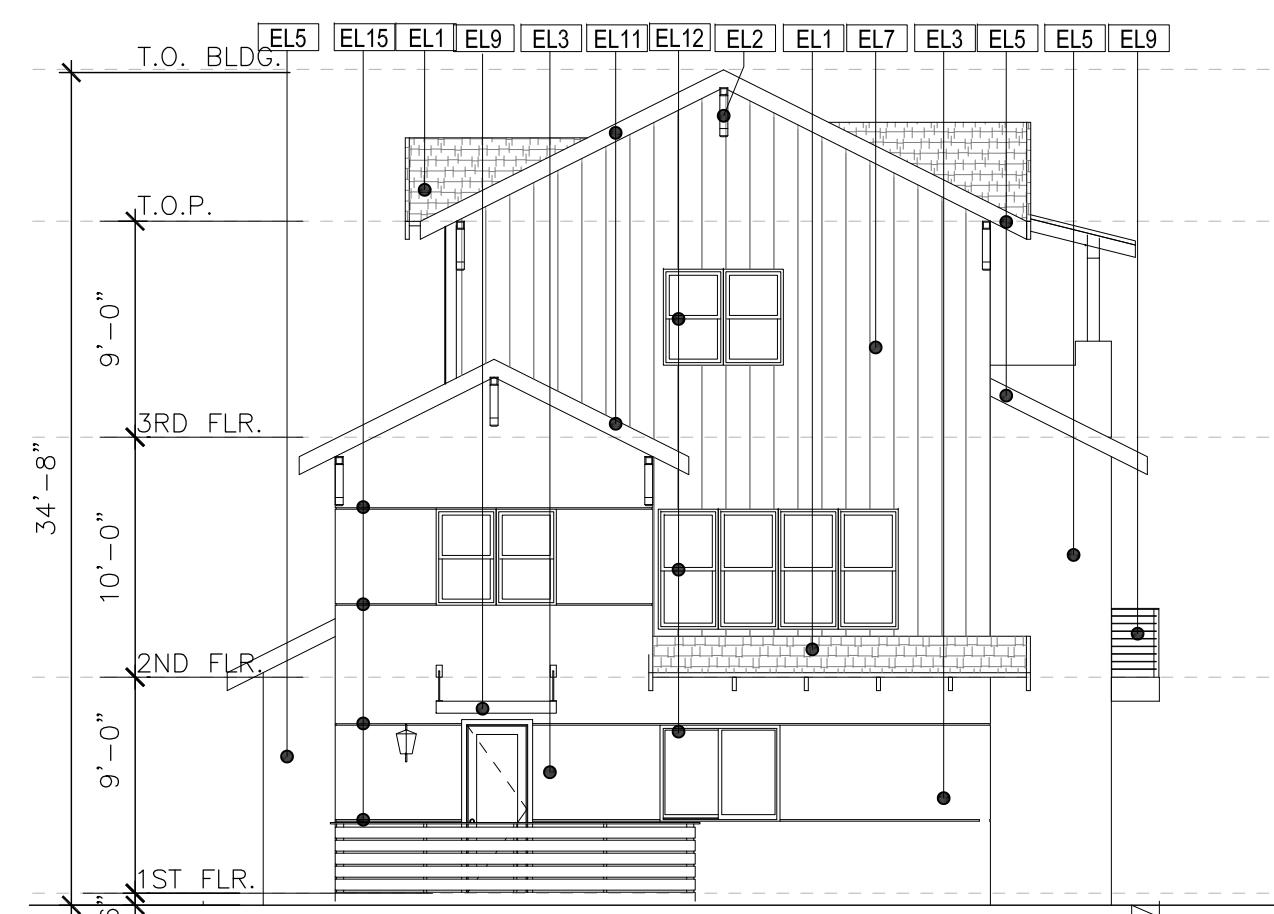 EL5 EL15 EL1 EL9 EL3 EL11 EL12 EL2 EL1 EL7 EL3 EL5 EL5 EL9
T.O. BLDG.
T.O.P.
9'-0"
3RD FLR.
34'-8"
10'-0"
2ND FLR.
9'-0"
1ST FLR.